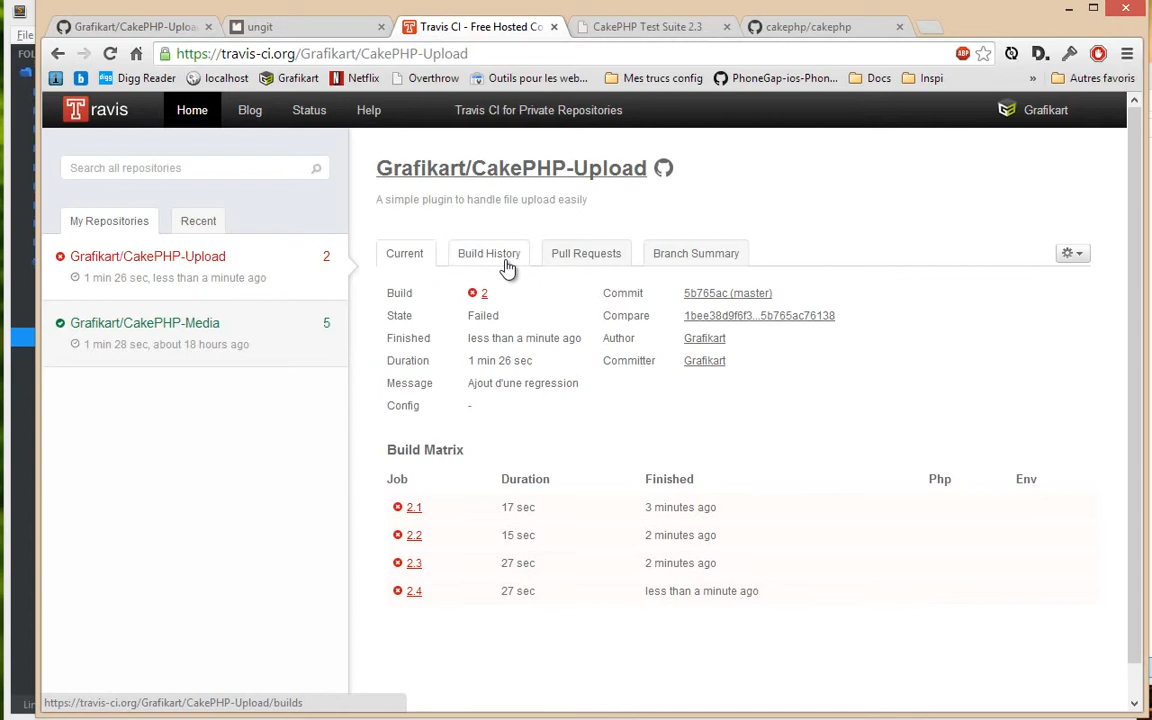 Grafikart/CakePHP-Uploa
ungit
Travis CI - Free Hosted Co
CakePHP Test Suite 2.3
cakephp/cakephp
File
https://travis-ci.org/Grafikart/CakePHP-Upload
ABP
FOL
b
digg
Digg Reader
localhost
Grafikart
Netflix
Overthrow
Outils pour les web...
Mes trucs config
PhoneGap-ios-Phon...
Docs
Inspi
»
Autres favoris
Travis
Home
Blog
Status
Help
Travis CI for Private Repositories
Grafikart
Search all repositories
My Repositories
Recent
Grafikart/CakePHP-Upload 2
1 min 26 sec, less than a minute ago
Grafikart/CakePHP-Media 5
1 min 28 sec, about 18 hours ago
Grafikart/CakePHP-Upload
A simple plugin to handle file upload easily
Current
Build History
Pull Requests
Branch Summary
Build 2 Commit 5b765ac (master)
State Failed Compare 1bee38d9f6f3...5b765ac76138
Finished less than a minute ago Author Grafikart
Duration 1 min 26 sec Committer Grafikart
Message Ajout d'une regression
Config -
Build Matrix
Job Duration Finished Php Env
2.1 17 sec 3 minutes ago
2.2 15 sec 2 minutes ago
2.3 27 sec 2 minutes ago
2.4 27 sec less than a minute ago
https://travis-ci.org/Grafikart/CakePHP-Upload/builds